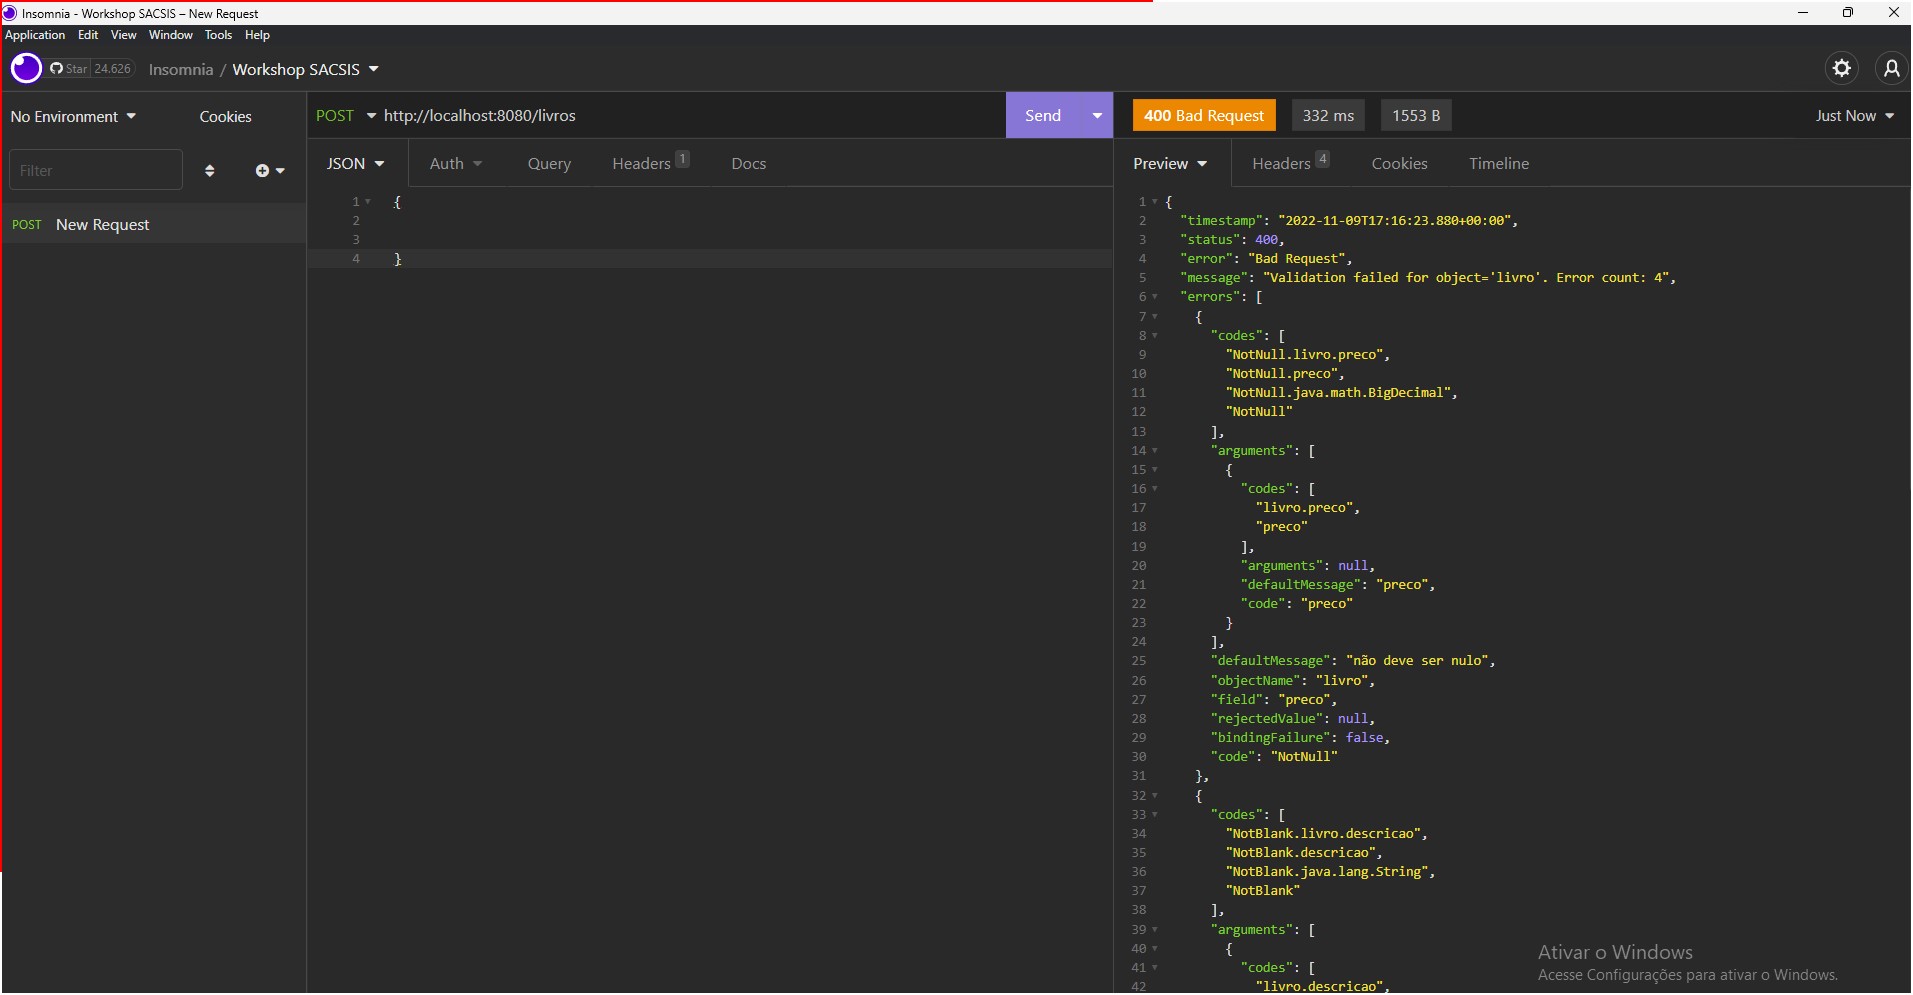 Insomnia - Workshop SACSIS – New Request
Application Edit View Window Tools Help
Star 24.626 Insomnia / Workshop SACSIS
No Environment Cookies
Filter
POST New Request
POST http://localhost:8080/livros Send
JSON Auth Query Headers 1 Docs
1 {
2
3
4 }
400 Bad Request 332 ms 1553 B Just Now
Preview Headers 4 Cookies Timeline
1 {
2 "timestamp": "2022-11-09T17:16:23.880+00:00",
3 "status": 400,
4 "error": "Bad Request",
5 "message": "Validation failed for object='livro'. Error count: 4",
6 "errors": [
7 {
8 "codes": [
9 "NotNull.livro.preco",
10 "NotNull.preco",
11 "NotNull.java.math.BigDecimal",
12 "NotNull"
13 ],
14 "arguments": [
15 {
16 "codes": [
17 "livro.preco",
18 "preco"
19 ],
20 "arguments": null,
21 "defaultMessage": "preco",
22 "code": "preco"
23 }
24 ],
25 "defaultMessage": "não deve ser nulo",
26 "objectName": "livro",
27 "field": "preco",
28 "rejectedValue": null,
29 "bindingFailure": false,
30 "code": "NotNull"
31 },
32 {
33 "codes": [
34 "NotBlank.livro.descricao",
35 "NotBlank.descricao",
36 "NotBlank.java.lang.String",
37 "NotBlank"
38 ],
39 "arguments": [
40 {
41 "codes": [
42 "livro.descricao",
Ativar o Windows
Acesse Configurações para ativar o Windows.